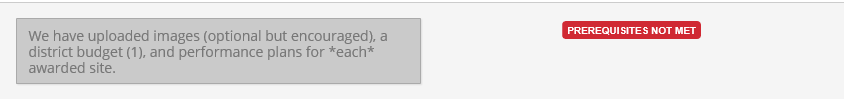 We have uploaded images (optional but encouraged), a
district budget (1), and performance plans for *each*
awarded site.
PREREQUISITES NOT MET